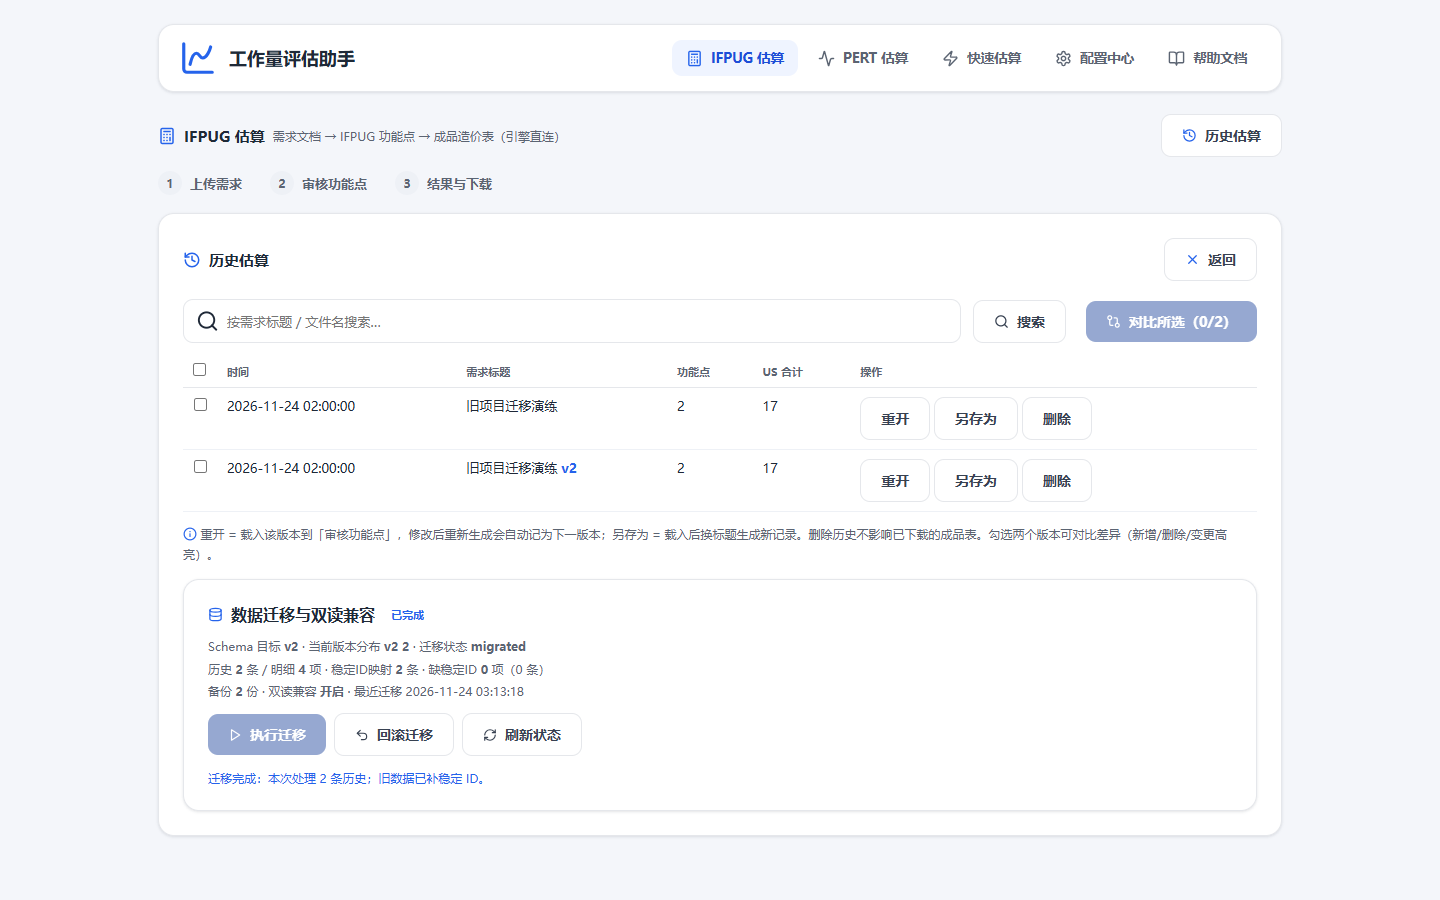 工作量评估助手
IFPUG 估算
PERT 估算
快速估算
配置中心
帮助文档
IFPUG 估算 需求文档 → IFPUG 功能点 → 成品造价表（引擎直连）
历史估算
1 上传需求 2 审核功能点 3 结果与下载
历史估算
返回
按需求标题 / 文件名搜索...
搜索
对比所选（0/2）
时间 需求标题 功能点 US 合计 操作
2026-11-24 02:00:00 旧项目迁移演练 2 17 重开 另存为 删除
2026-11-24 02:00:00 旧项目迁移演练 v2 2 17 重开 另存为 删除
重开 = 载入该版本到「审核功能点」，修改后重新生成会自动记为下一版本；另存为 = 载入后换标题生成新记录。删除历史不影响已下载的成品表。勾选两个版本可对比差异（新增/删除/变更高
亮）。
数据迁移与双读兼容 已完成
Schema 目标 v2 · 当前版本分布 v2 2 · 迁移状态 migrated
历史 2 条 / 明细 4 项 · 稳定ID映射 2 条 · 缺稳定ID 0 项（0 条）
备份 2 份 · 双读兼容 开启 · 最近迁移 2026-11-24 03:13:18
执行迁移 回滚迁移 刷新状态
迁移完成：本次处理 2 条历史；旧数据已补稳定 ID。